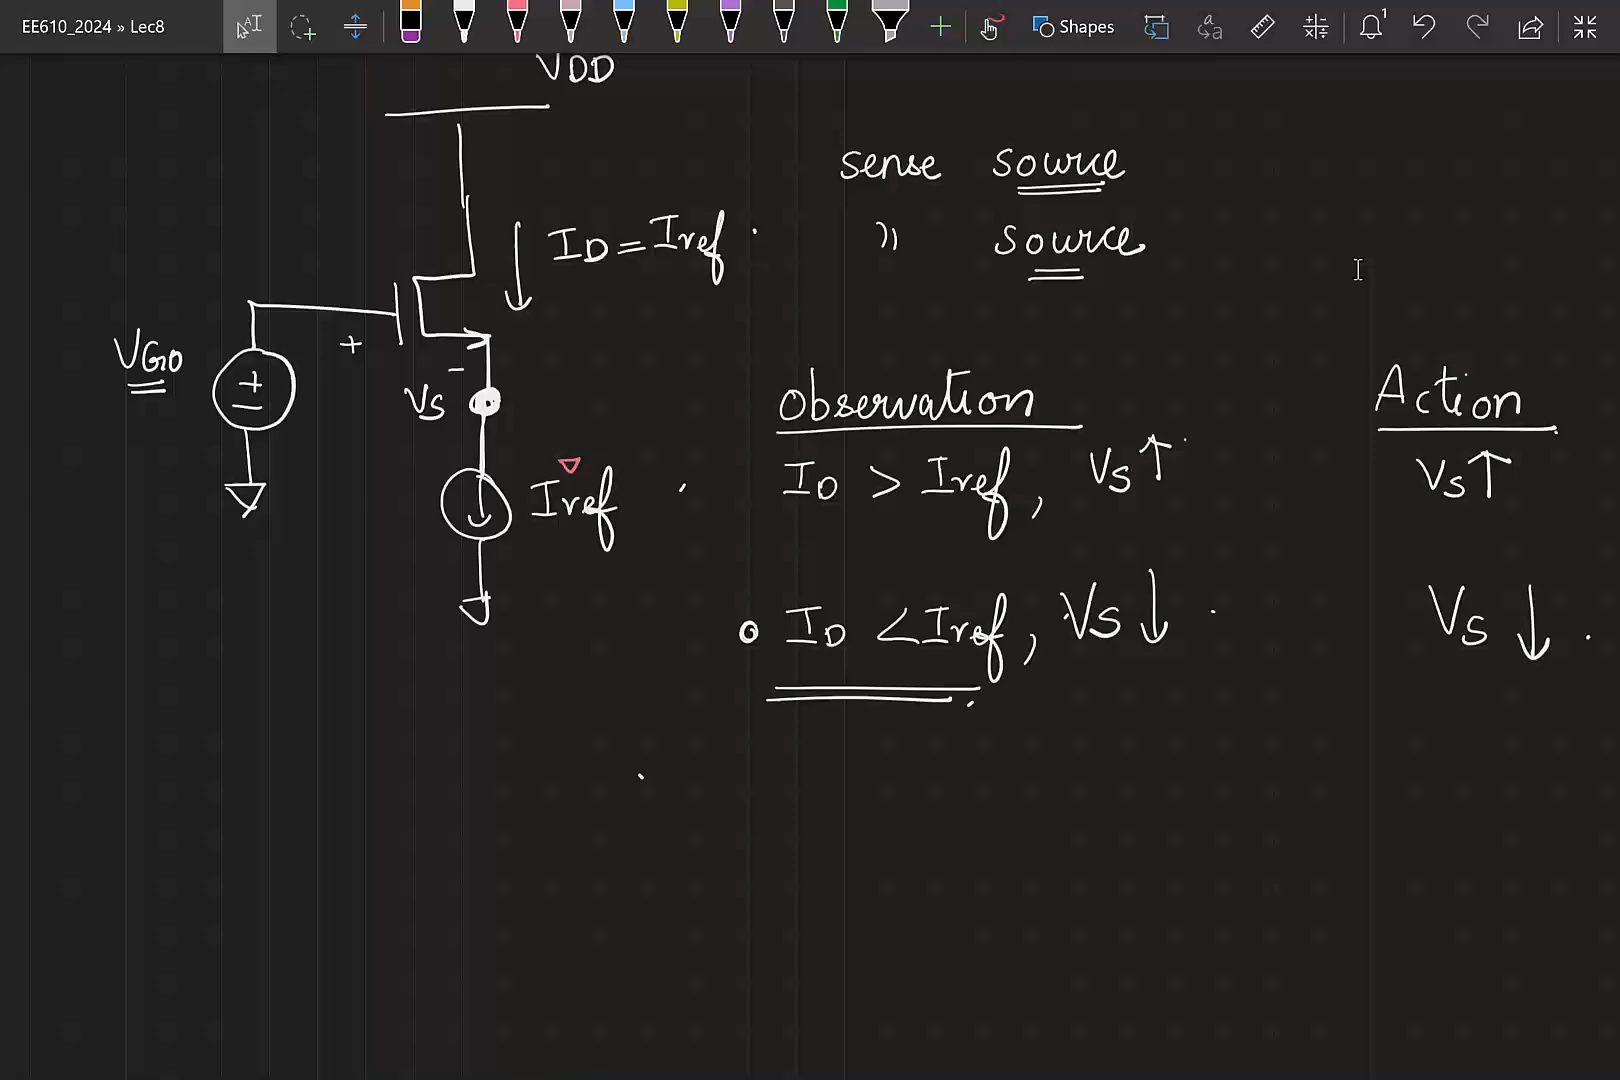 EE610_2024 » Lec8
Shapes
1
VDD
sense source
ID = Iref
" source
VG0
+
-
+
-
VS
Iref
Observation Action
ID > Iref, VS↑ VS↑
ID < Iref, VS↓ VS↓